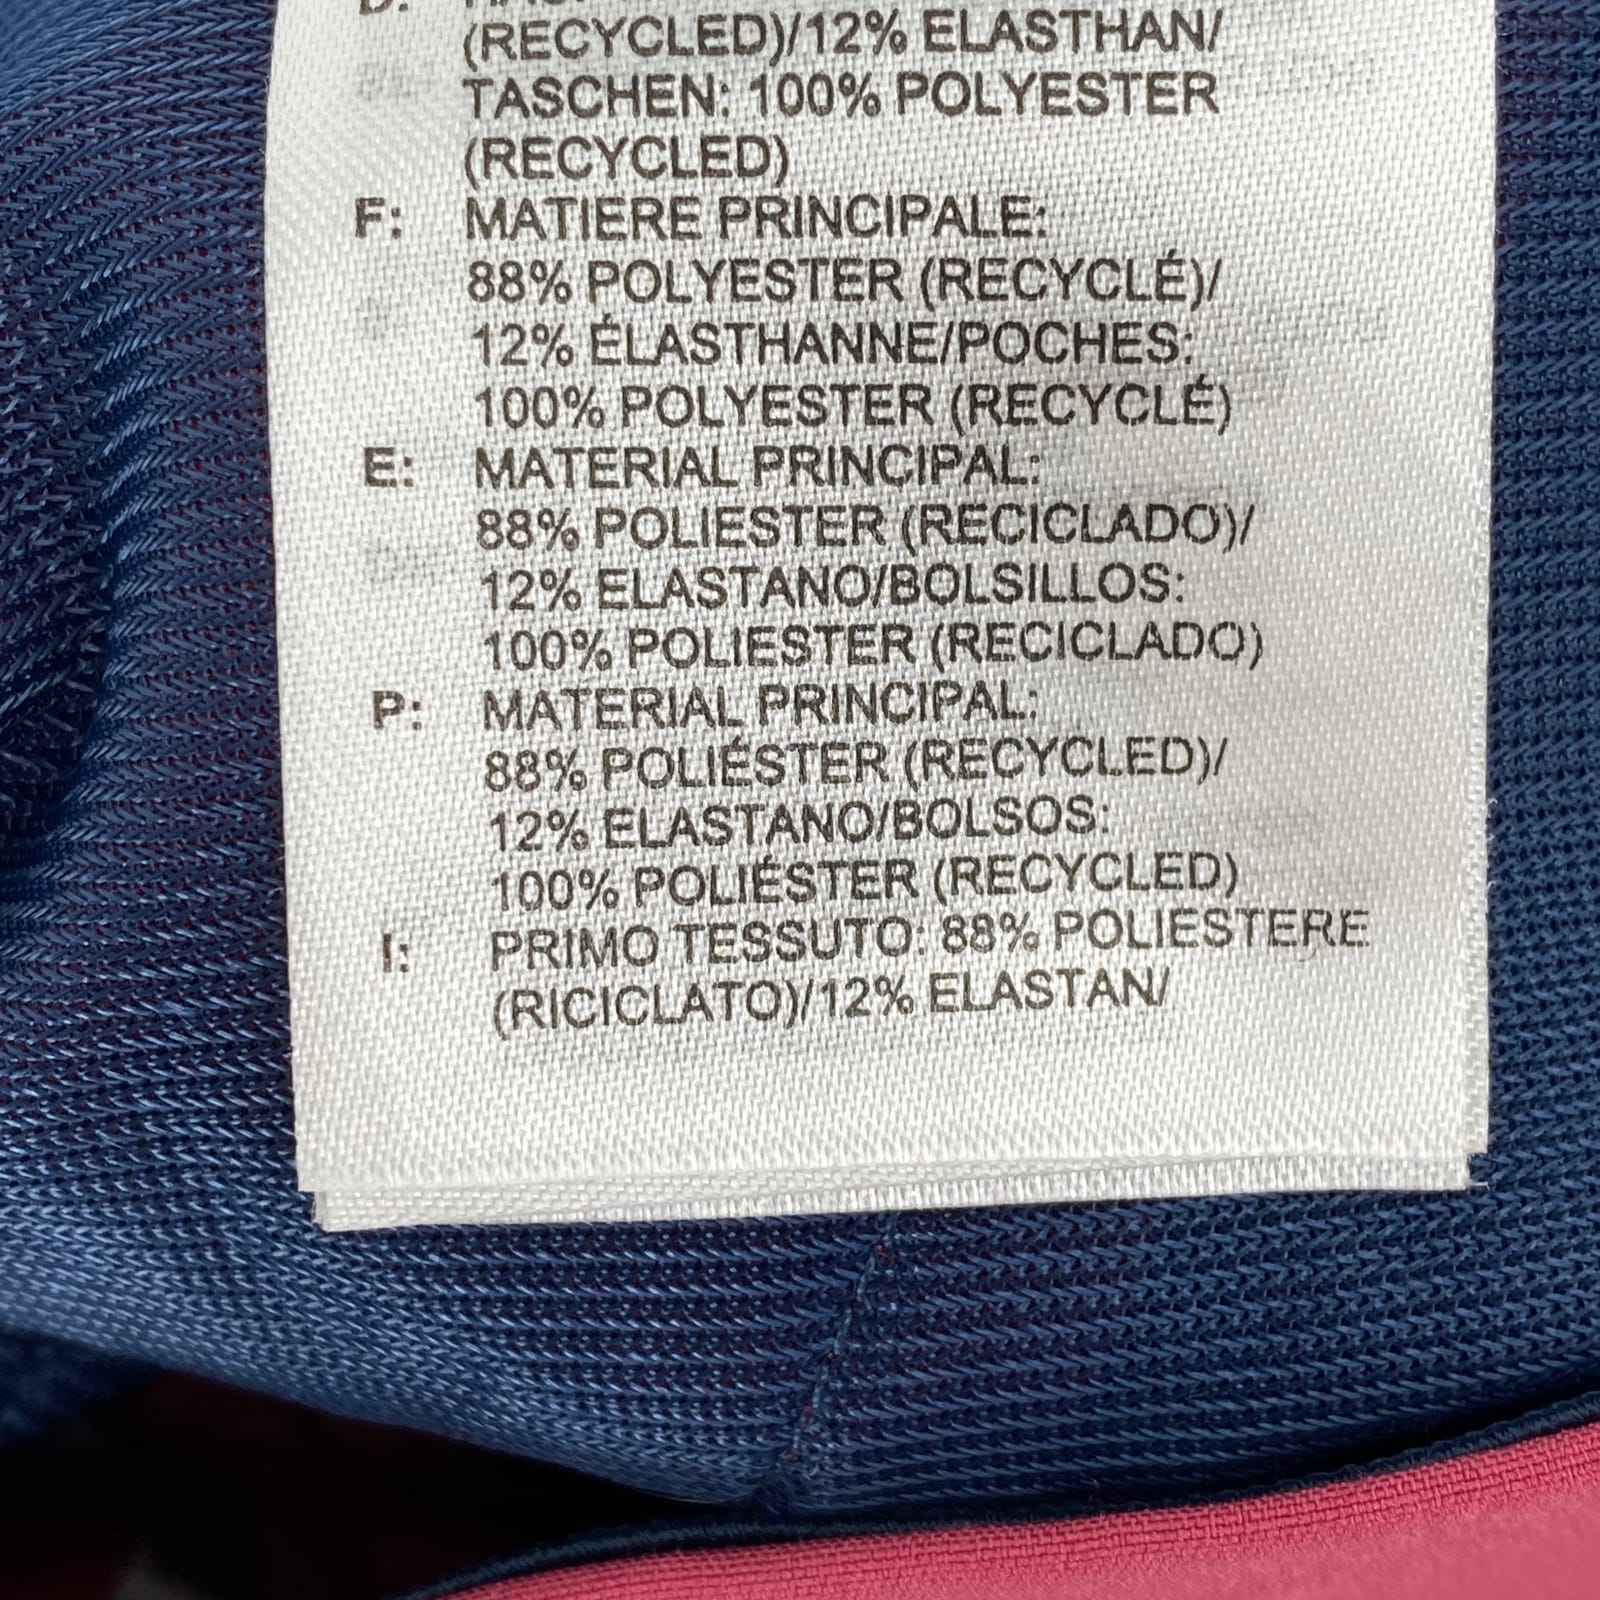 (RECYCLED)/12% ELASTHAN/
TASCHEN: 100% POLYESTER
(RECYCLED)
F: MATIERE PRINCIPALE:
88% POLYESTER (RECYCLÉ)/
12% ÉLASTHANNE/POCHES:
100% POLYESTER (RECYCLÉ)
E: MATERIAL PRINCIPAL:
88% POLIESTER (RECICLADO)/
12% ELASTANO/BOLSILLOS:
100% POLIESTER (RECICLADO)
P: MATERIAL PRINCIPAL:
88% POLIÉSTER (RECYCLED)/
12% ELASTANO/BOLSOS:
100% POLIÉSTER (RECYCLED)
I: PRIMO TESSUTO: 88% POLIESTERE
(RICICLATO)/12% ELASTAN/